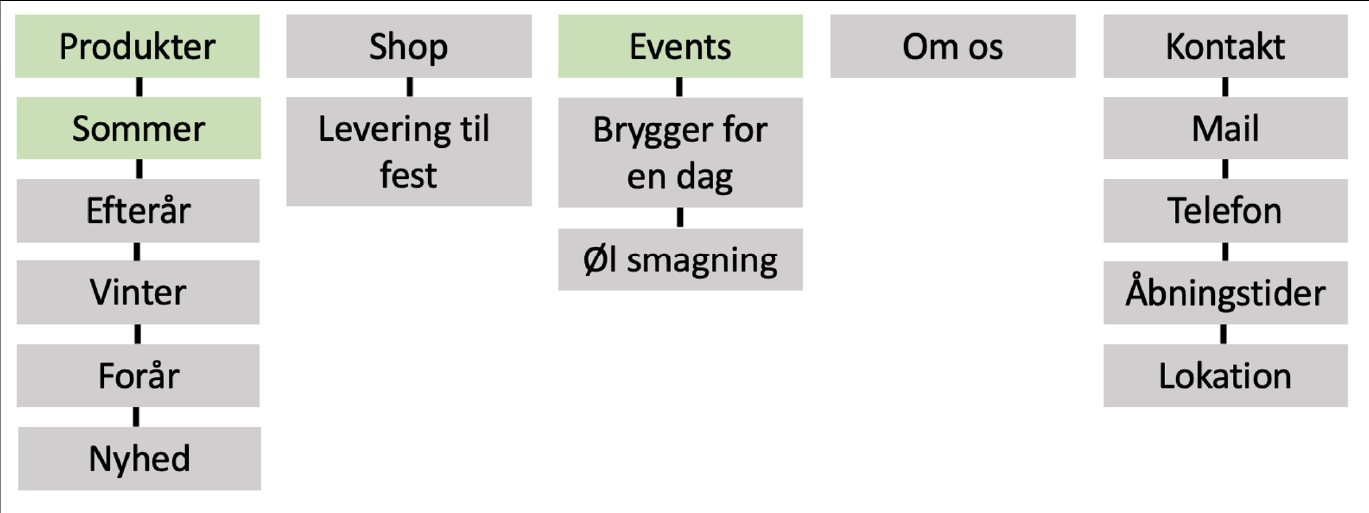 Produkter
Sommer
Efterår
Vinter
Forår
Nyhed
Shop
Levering til
fest
Events
Brygger for
en dag
Øl smagning
Om os
Kontakt
Mail
Telefon
Åbningstider
Lokation